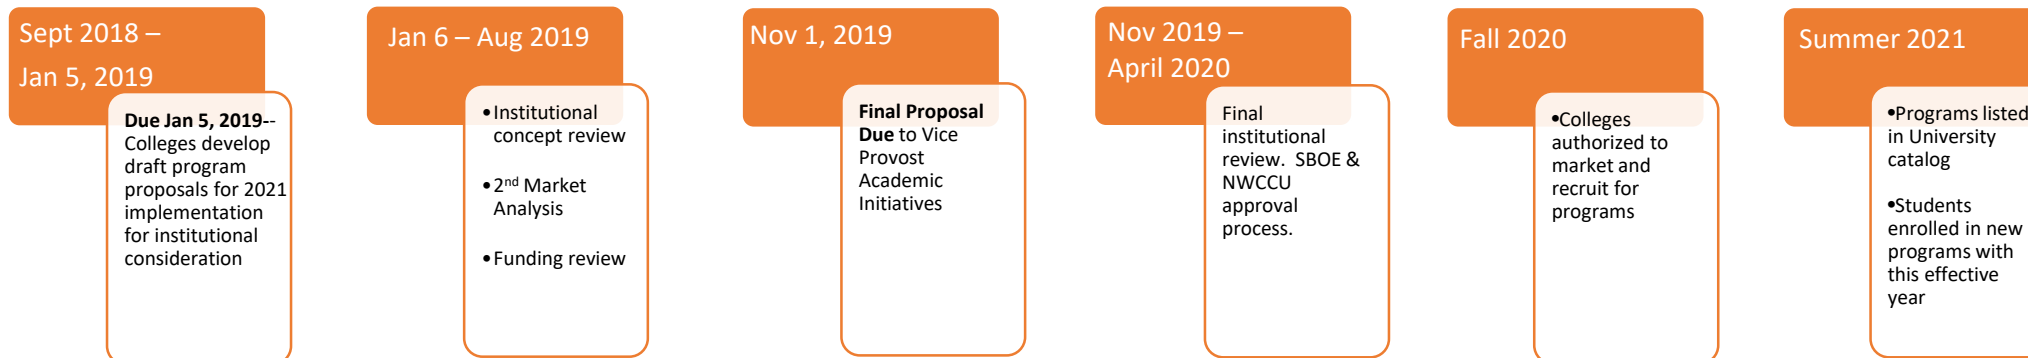 Sept 2018 –
Jan 5, 2019
Due Jan 5, 2019--
Colleges develop
draft program
proposals for 2021
implementation
for institutional
consideration
Jan 6 – Aug 2019
•Institutional
concept review
•2nd Market
Analysis
•Funding review
Nov 1, 2019
Final Proposal
Due to Vice
Provost
Academic
Initiatives
Nov 2019 –
April 2020
Final
institutional
review. SBOE &
NWCCU
approval
process.
Fall 2020
•Colleges
authorized to
market and
recruit for
programs
Summer 2021
•Programs listed
in University
catalog
•Students
enrolled in new
programs with
this effective
year